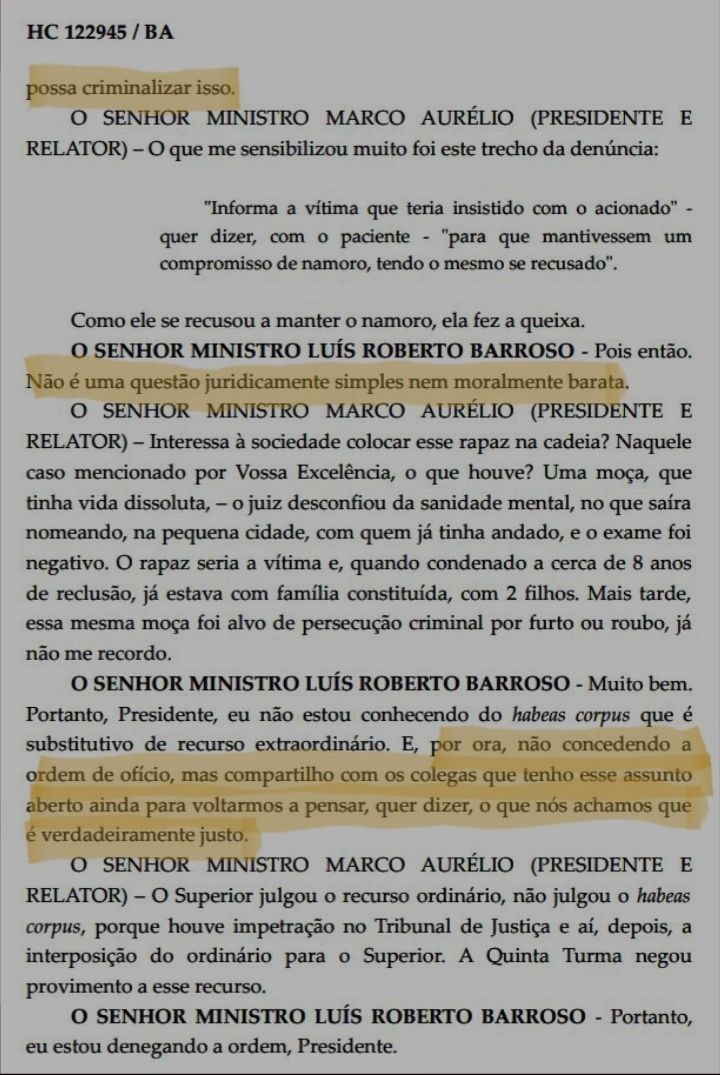 HC 122945 / BA
possa criminalizar isso.
O SENHOR MINISTRO MARCO AURÉLIO (PRESIDENTE E
RELATOR) – O que me sensibilizou muito foi este trecho da denúncia:
"Informa a vítima que teria insistido com o acionado" -
quer dizer, com o paciente - "para que mantivessem um
compromisso de namoro, tendo o mesmo se recusado".
Como ele se recusou a manter o namoro, ela fez a queixa.
O SENHOR MINISTRO LUÍS ROBERTO BARROSO - Pois então.
Não é uma questão juridicamente simples nem moralmente barata.
O SENHOR MINISTRO MARCO AURÉLIO (PRESIDENTE E
RELATOR) – Interessa à sociedade colocar esse rapaz na cadeia? Naquele
caso mencionado por Vossa Excelência, o que houve? Uma moça, que
tinha vida dissoluta, – o juiz desconfiou da sanidade mental, no que saíra
nomeando, na pequena cidade, com quem já tinha andado, e o exame foi
negativo. O rapaz seria a vítima e, quando condenado a cerca de 8 anos
de reclusão, já estava com família constituída, com 2 filhos. Mais tarde,
essa mesma moça foi alvo de persecução criminal por furto ou roubo, já
não me recordo.
O SENHOR MINISTRO LUÍS ROBERTO BARROSO - Muito bem.
Portanto, Presidente, eu não estou conhecendo do habeas corpus que é
substitutivo de recurso extraordinário. E, por ora, não concedendo a
ordem de ofício, mas compartilho com os colegas que tenho esse assunto
aberto ainda para voltarmos a pensar, quer dizer, o que nós achamos que
é verdadeiramente justo.
O SENHOR MINISTRO MARCO AURÉLIO (PRESIDENTE E
RELATOR) – O Superior julgou o recurso ordinário, não julgou o habeas
corpus, porque houve impetração no Tribunal de Justiça e aí, depois, a
interposição do ordinário para o Superior. A Quinta Turma negou
provimento a esse recurso.
O SENHOR MINISTRO LUÍS ROBERTO BARROSO - Portanto,
eu estou denegando a ordem, Presidente.